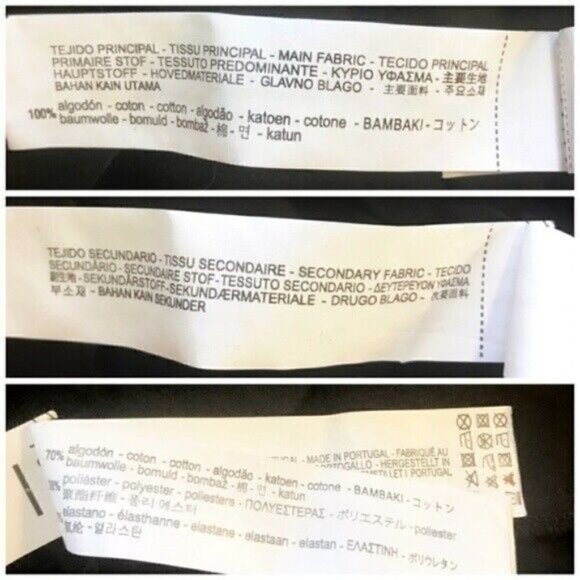 TEJIDO PRINCIPAL - TISSU PRINCIPAL - MAIN FABRIC - TECIDO PRINCIPAL
PRIMAIRE STOF - TESSUTO PREDOMINANTE - ΚΥΡΙΟ ΥΦΑΣΜΑ - 主要生地
HAUPTSTOFF - HOVEDMATERIALE - GLAVNO BLAGO - 主要面料 - 주요소재
BAHAN KAIN UTAMA
100% algodón - coton - cotton - algodão - katoen - cotone - BAMBAKI - コットン
baumwolle - bomuld - bombaž - 棉 - 면 - katun
TEJIDO SECUNDARIO - TISSU SECONDAIRE - SECONDARY FABRIC - TECIDO
SECUNDÁRIO - SECUNDAIRE STOF - TESSUTO SECONDARIO - ΔΕΥΤΕΡΕΥΟΝ ΥΦΑΣΜΑ
副生地 - SEKUNDÄRSTOFF - SEKUNDÆRMATERIALE - DRUGO BLAGO - 次要面料
부소재 - BAHAN KAIN SEKUNDER
70% algodón - coton - cotton - algodão - katoen - cotone - BAMBAKI - コットン
baumwolle - bomuld - bombaž - 棉 - 면 - katun
poliéster - polyester - poliestere - ΠΟΛΥΕΣΤΕΡΑΣ - ポリエステル - poliester
聚酯纤维 - 폴리에스터
elastano - élasthanne - elastane - elastaan - elastan - ΕΛΑΣΤΙΝΗ - ポリウレタン
氨纶 - 엘라스탄
- MADE IN PORTUGAL - FABRIQUÉ AU
PORTOGALLO - HERGESTELLT IN
LET I PORTUGAL